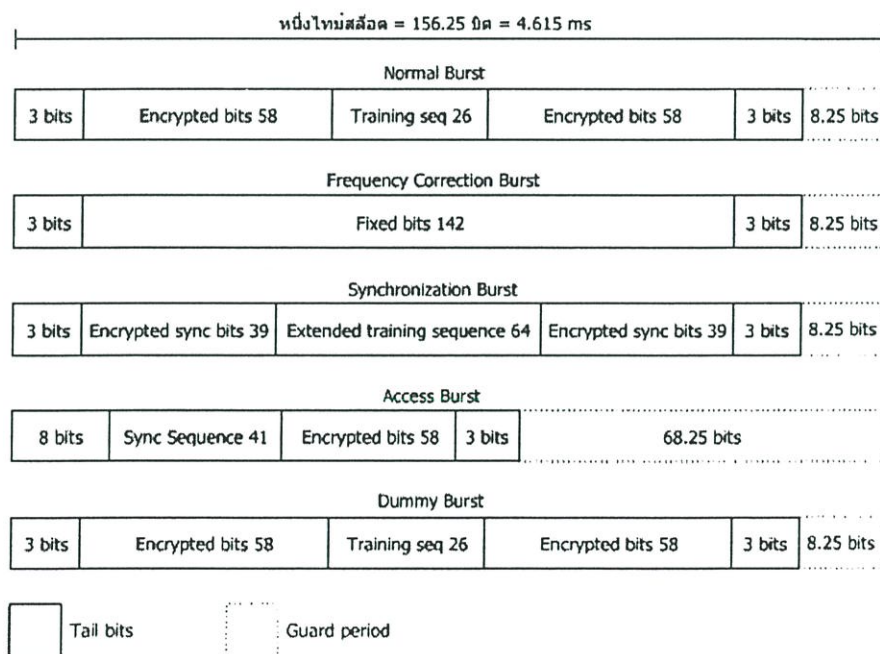 หนึ่งไทม์สล๊อต = 156.25 บิต = 4.615 ms
Normal Burst
3 bits Encrypted bits 58 Training seq 26 Encrypted bits 58 3 bits 8.25 bits
Frequency Correction Burst
3 bits Fixed bits 142 3 bits 8.25 bits
Synchronization Burst
3 bits Encrypted sync bits 39 Extended training sequence 64 Encrypted sync bits 39 3 bits 8.25 bits
Access Burst
8 bits Sync Sequence 41 Encrypted bits 58 3 bits 68.25 bits
Dummy Burst
3 bits Encrypted bits 58 Training seq 26 Encrypted bits 58 3 bits 8.25 bits
Tail bits Guard period